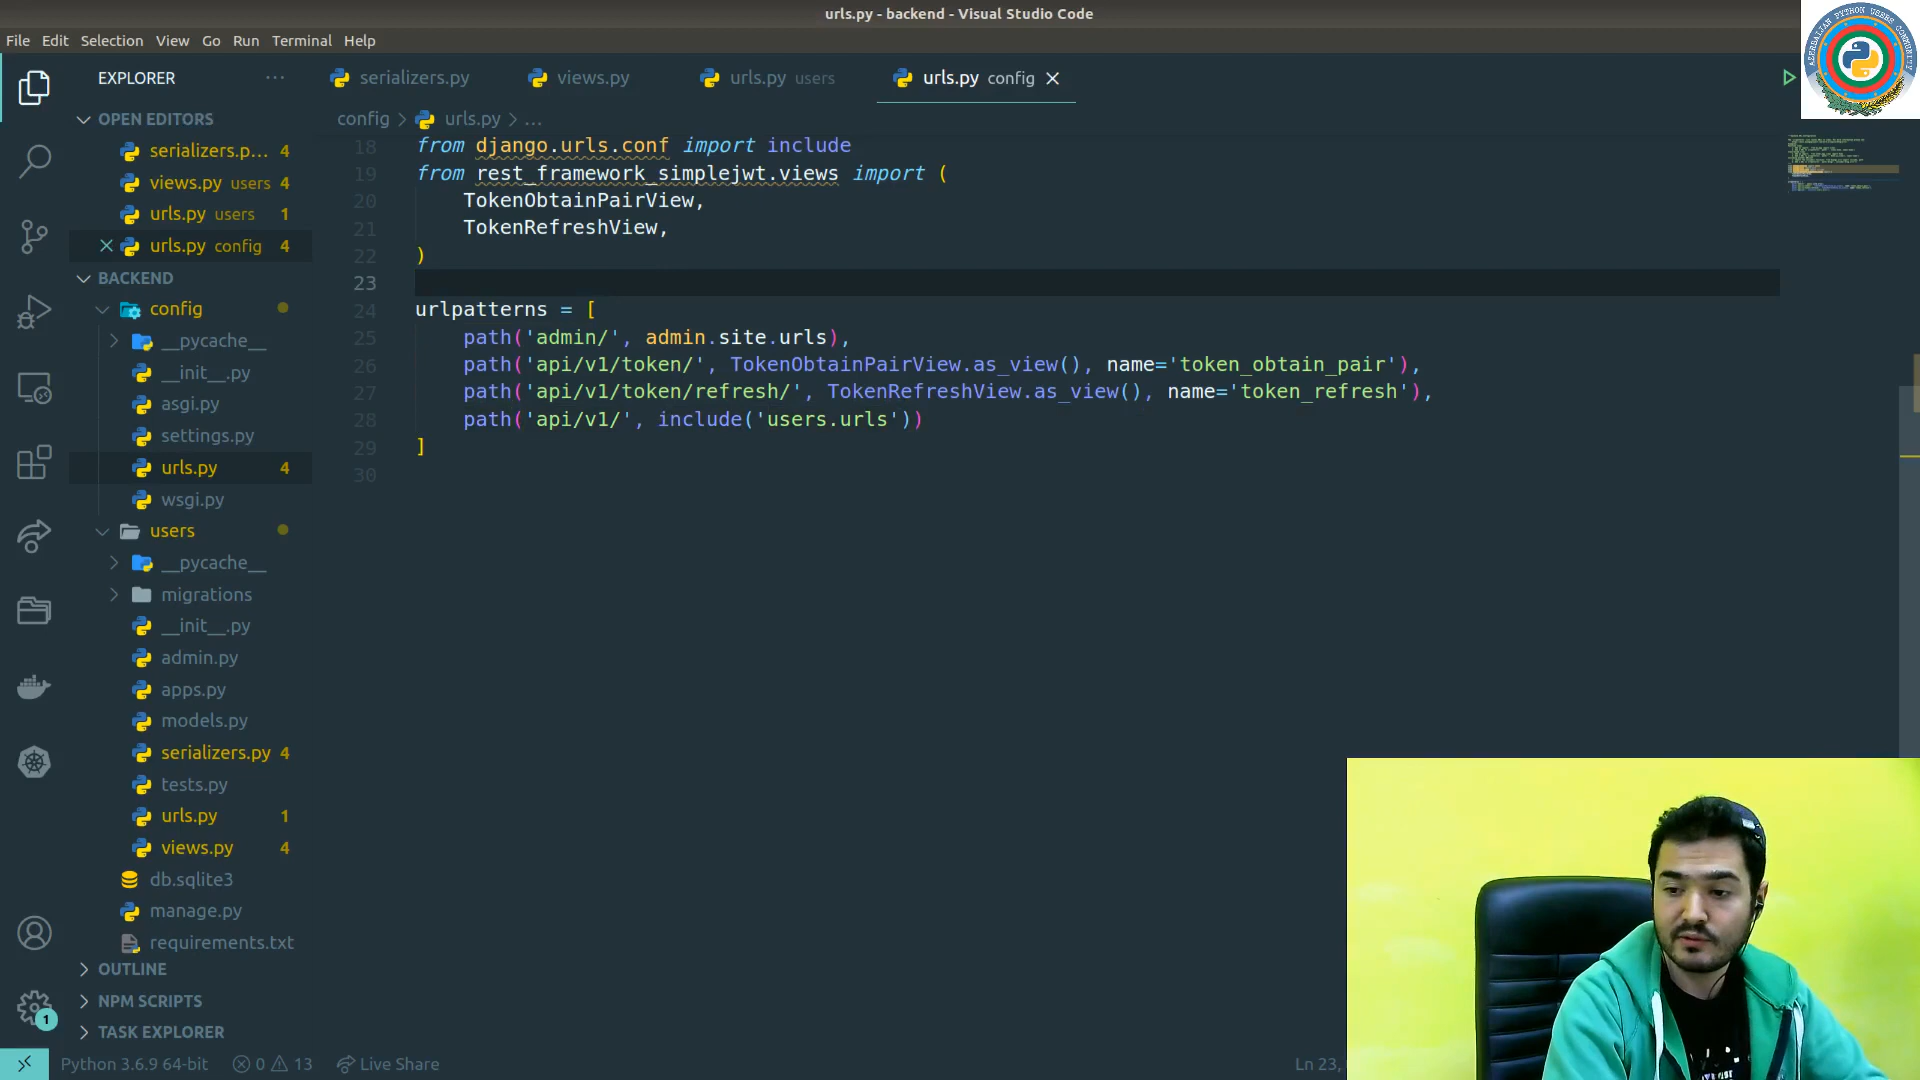 urls.py - backend - Visual Studio Code
File Edit Selection View Go Run Terminal Help
AZERBAIJAN PYTHON USERS COMMUNITY
EXPLORER
serializers.py
views.py
urls.py users
urls.py config
OPEN EDITORS
config > urls.py > ...
serializers.p... 4
views.py users 4
urls.py users 1
urls.py config 4
BACKEND
config
__pycache__
__init__.py
asgi.py
settings.py
urls.py 4
wsgi.py
users
__pycache__
migrations
__init__.py
admin.py
apps.py
models.py
serializers.py 4
tests.py
urls.py 1
views.py 4
db.sqlite3
manage.py
requirements.txt
OUTLINE
NPM SCRIPTS
TASK EXPLORER
18 from django.urls.conf import include
19 from rest_framework_simplejwt.views import (
20 TokenObtainPairView,
21 TokenRefreshView,
22 )
23
24 urlpatterns = [
25 path('admin/', admin.site.urls),
26 path('api/v1/token/', TokenObtainPairView.as_view(), name='token_obtain_pair'),
27 path('api/v1/token/refresh/', TokenRefreshView.as_view(), name='token_refresh'),
28 path('api/v1/', include('users.urls'))
29 ]
30
1
Python 3.6.9 64-bit 0 13 Live Share
Ln 23,